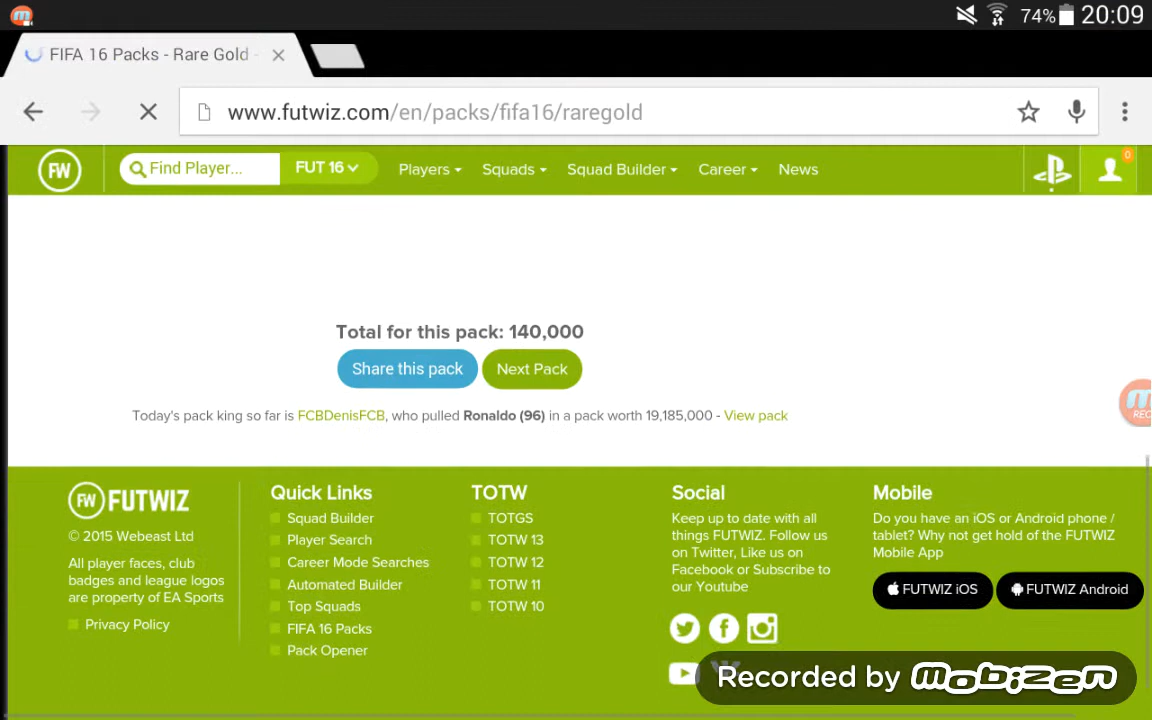 74% 20:09
FIFA 16 Packs - Rare Gold -
www.futwiz.com/en/packs/fifa16/raregold
FW Find Player... FUT 16 Players Squads Squad Builder Career News 0
Total for this pack: 140,000
Share this pack Next Pack
Today's pack king so far is FCBDenisFCB, who pulled Ronaldo (96) in a pack worth 19,185,000 - View pack
REC
FW FUTWIZ
© 2015 Webeast Ltd
All player faces, club
badges and league logos
are property of EA Sports
Privacy Policy
Quick Links
Squad Builder
Player Search
Career Mode Searches
Automated Builder
Top Squads
FIFA 16 Packs
Pack Opener
TOTW
TOTGS
TOTW 13
TOTW 12
TOTW 11
TOTW 10
Social
Keep up to date with all
things FUTWIZ. Follow us
on Twitter, Like us on
Facebook or Subscribe to
our Youtube
Mobile
Do you have an iOS or Android phone /
tablet? Why not get hold of the FUTWIZ
Mobile App
FUTWIZ iOS FUTWIZ Android
Recorded by mobizen